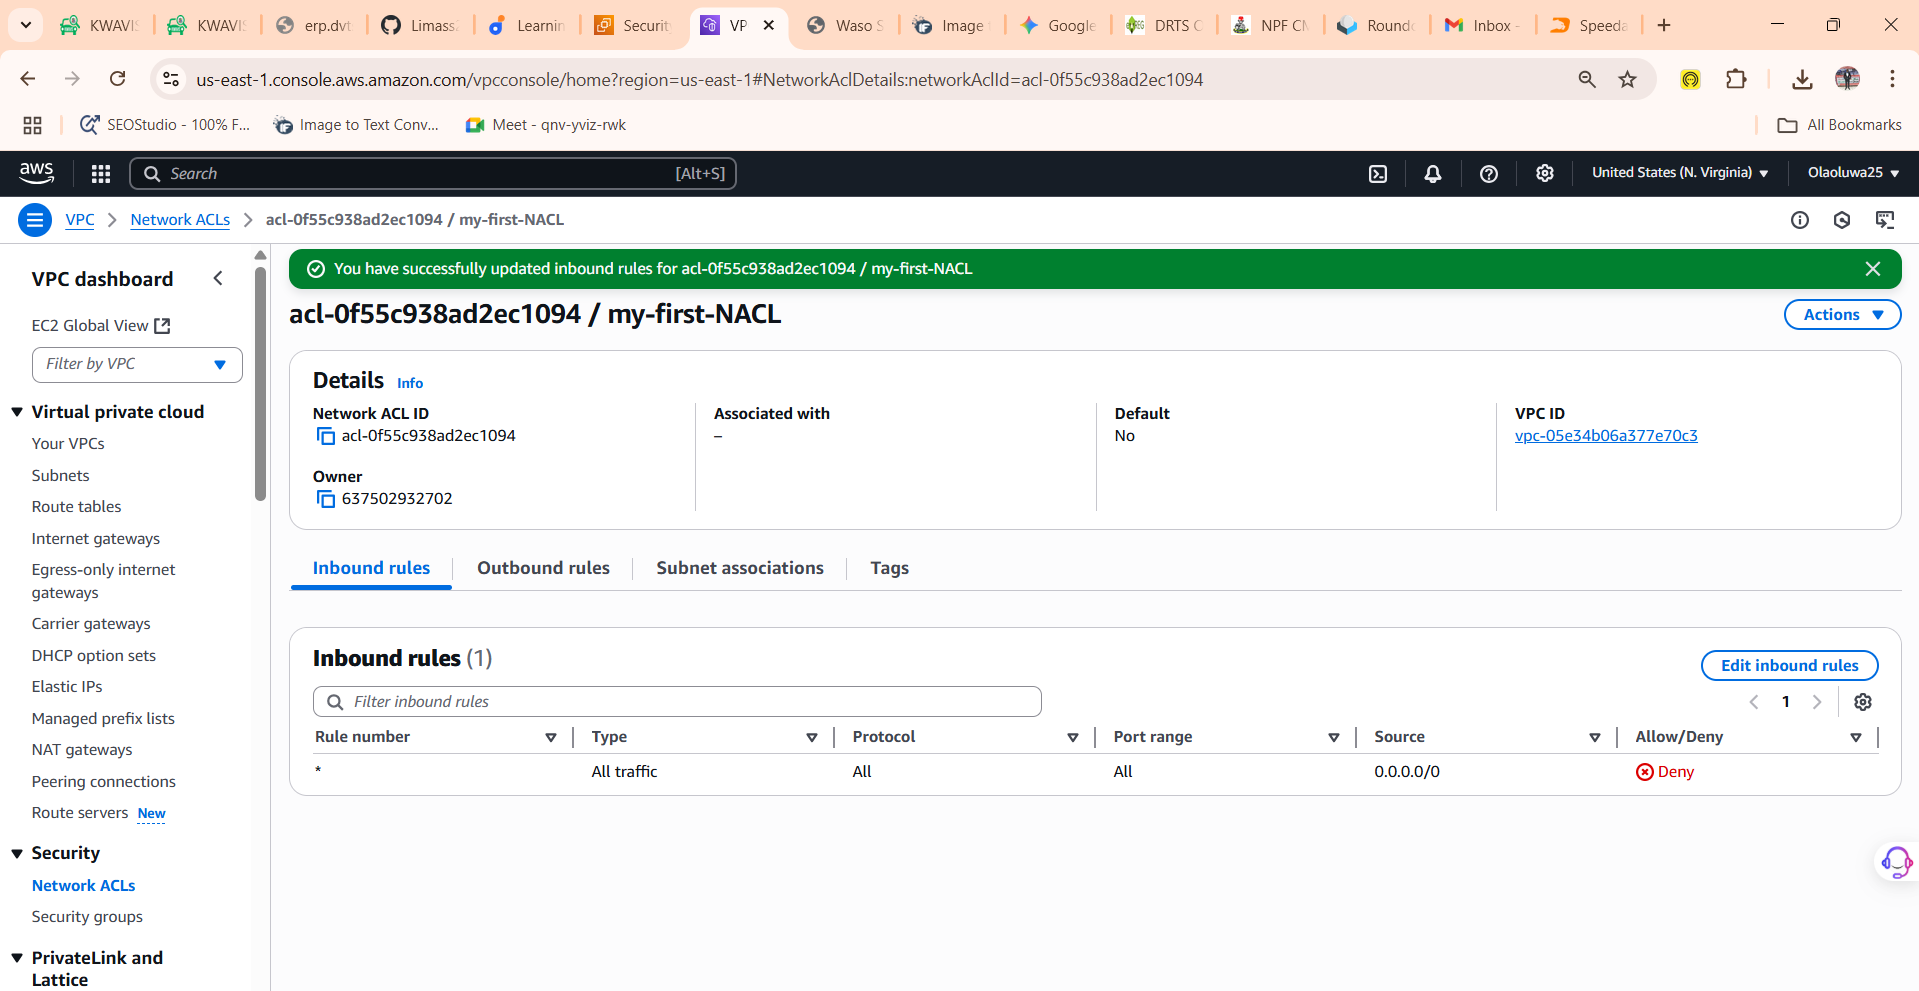 KWAVIS
KWAVIS
erp.dvt
Limass
Learnin
Securit
VP
Waso S
Image
Google
DRTS C
NPF CM
Roundc
Inbox -
Speeda
us-east-1.console.aws.amazon.com/vpcconsole/home?region=us-east-1#NetworkAclDetails:networkAclId=acl-0f55c938ad2ec1094
SEOStudio - 100% F...
Image to Text Conv...
Meet - qnv-yviz-rwk
All Bookmarks
aws
Search
[Alt+S]
United States (N. Virginia)
Olaoluwa25
VPC
Network ACLs
acl-0f55c938ad2ec1094 / my-first-NACL
VPC dashboard
EC2 Global View
Filter by VPC
Virtual private cloud
Your VPCs
Subnets
Route tables
Internet gateways
Egress-only internet
gateways
Carrier gateways
DHCP option sets
Elastic IPs
Managed prefix lists
NAT gateways
Peering connections
Route servers New
Security
Network ACLs
Security groups
PrivateLink and
Lattice
You have successfully updated inbound rules for acl-0f55c938ad2ec1094 / my-first-NACL
acl-0f55c938ad2ec1094 / my-first-NACL
Actions
Details Info
Network ACL ID
acl-0f55c938ad2ec1094
Associated with
–
Default
No
VPC ID
vpc-05e34b06a377e70c3
Owner
637502932702
Inbound rules
Outbound rules
Subnet associations
Tags
Inbound rules (1)
Edit inbound rules
Filter inbound rules
1
Rule number Type Protocol Port range Source Allow/Deny
* All traffic All All 0.0.0.0/0 Deny